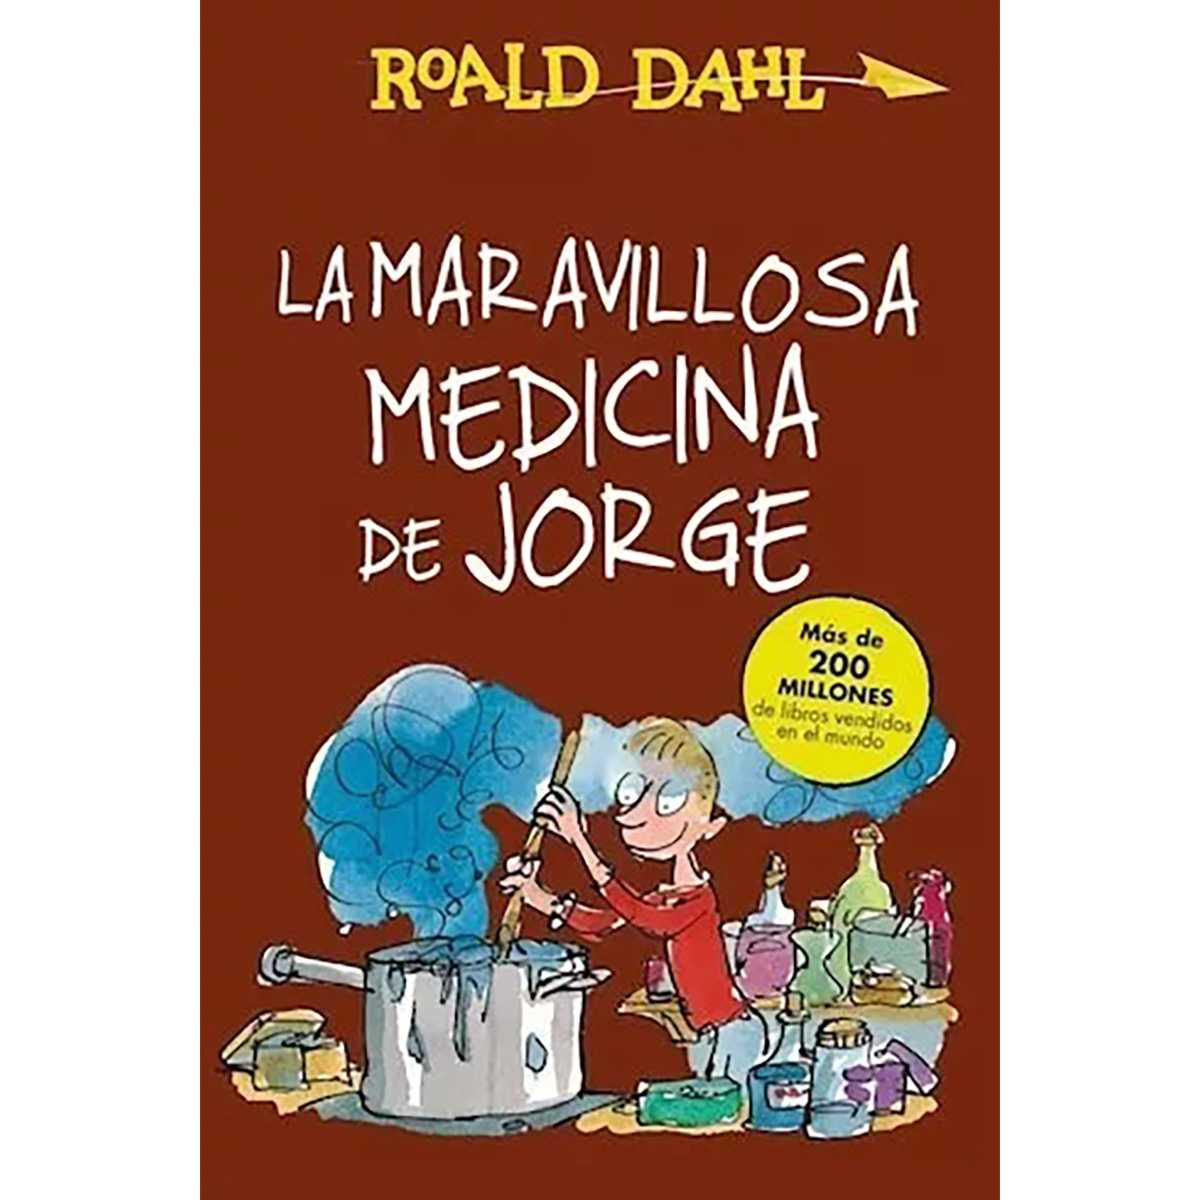 ROALD DAHL
LA MARAVILLOSA
MEDICINA
DE JORGE
Más de
200
MILLONES
de libros vendidos
en el mundo